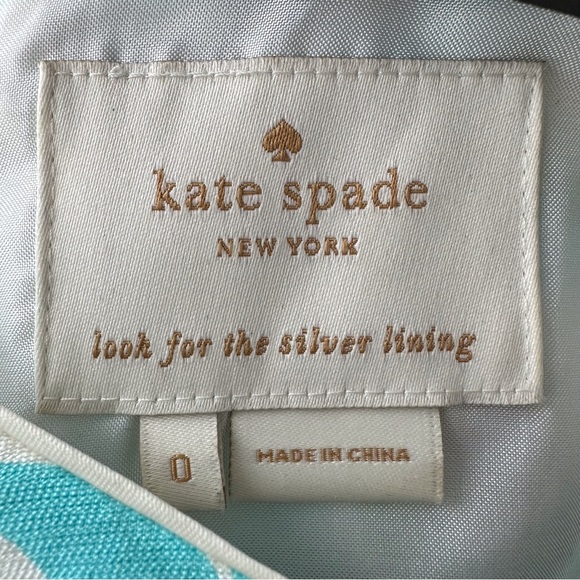 kate spade
NEW YORK
look for the silver lining
0
MADE IN CHINA